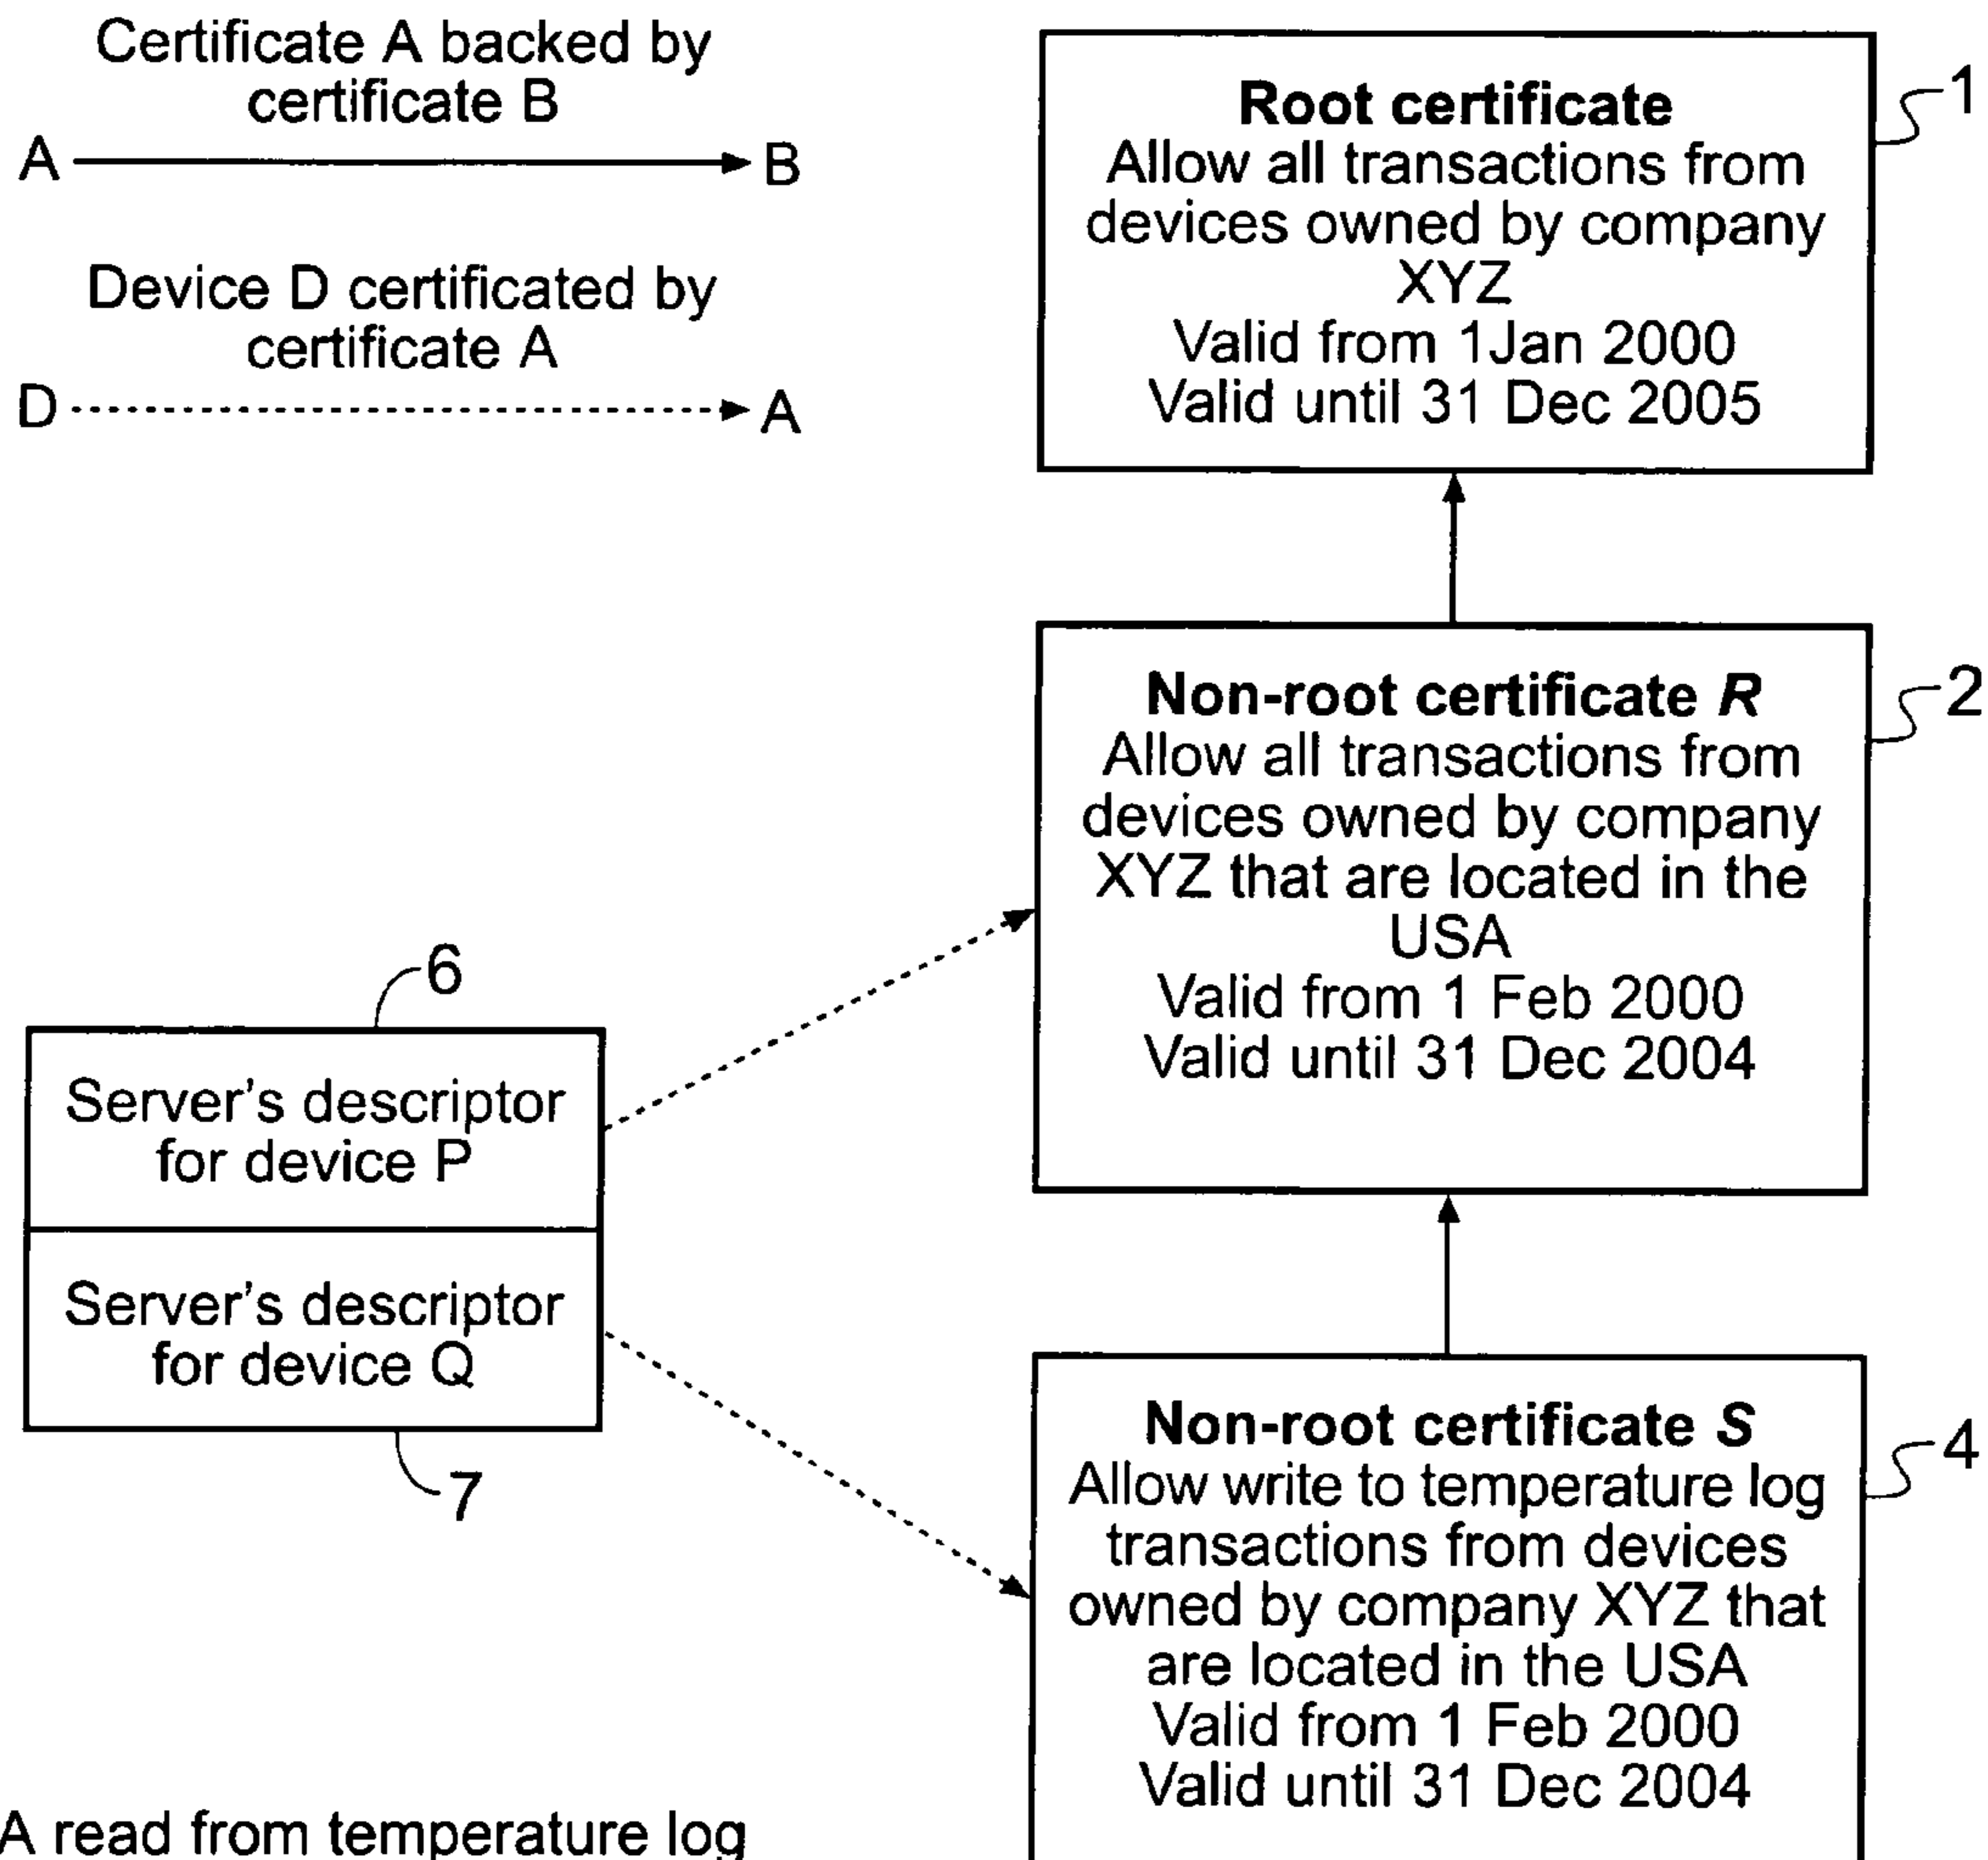 Certificate A backed by
certificate B
A B
Device D certificated by
certificate A
D A
Root certificate
Allow all transactions from
devices owned by company
XYZ
Valid from 1Jan 2000
Valid until 31 Dec 2005
1
Non-root certificate R
Allow all transactions from
devices owned by company
XYZ that are located in the
USA
Valid from 1 Feb 2000
Valid until 31 Dec 2004
2
6
Server's descriptor
for device P
Server's descriptor
for device Q
7
Non-root certificate S
Allow write to temperature log
transactions from devices
owned by company XYZ that
are located in the USA
Valid from 1 Feb 2000
Valid until 31 Dec 2004
4
A read from temperature log